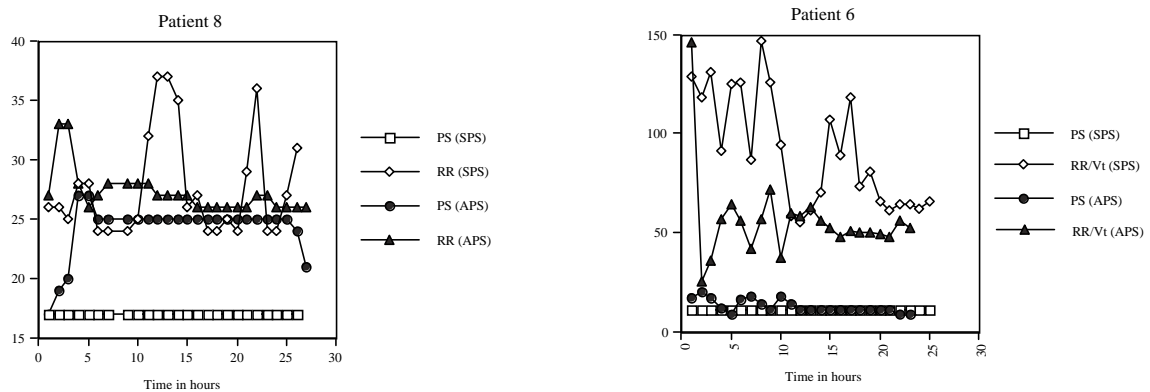 Patient 8
40
35
30
25
20
15
0
5
10
15
20
25
30
Time in hours
PS (SPS)
RR (SPS)
PS (APS)
RR (APS)
Patient 6
150
100
50
0
0
5
10
15
20
25
30
Time in hours
PS (SPS)
RR/Vt (SPS)
PS (APS)
RR/Vt (APS)